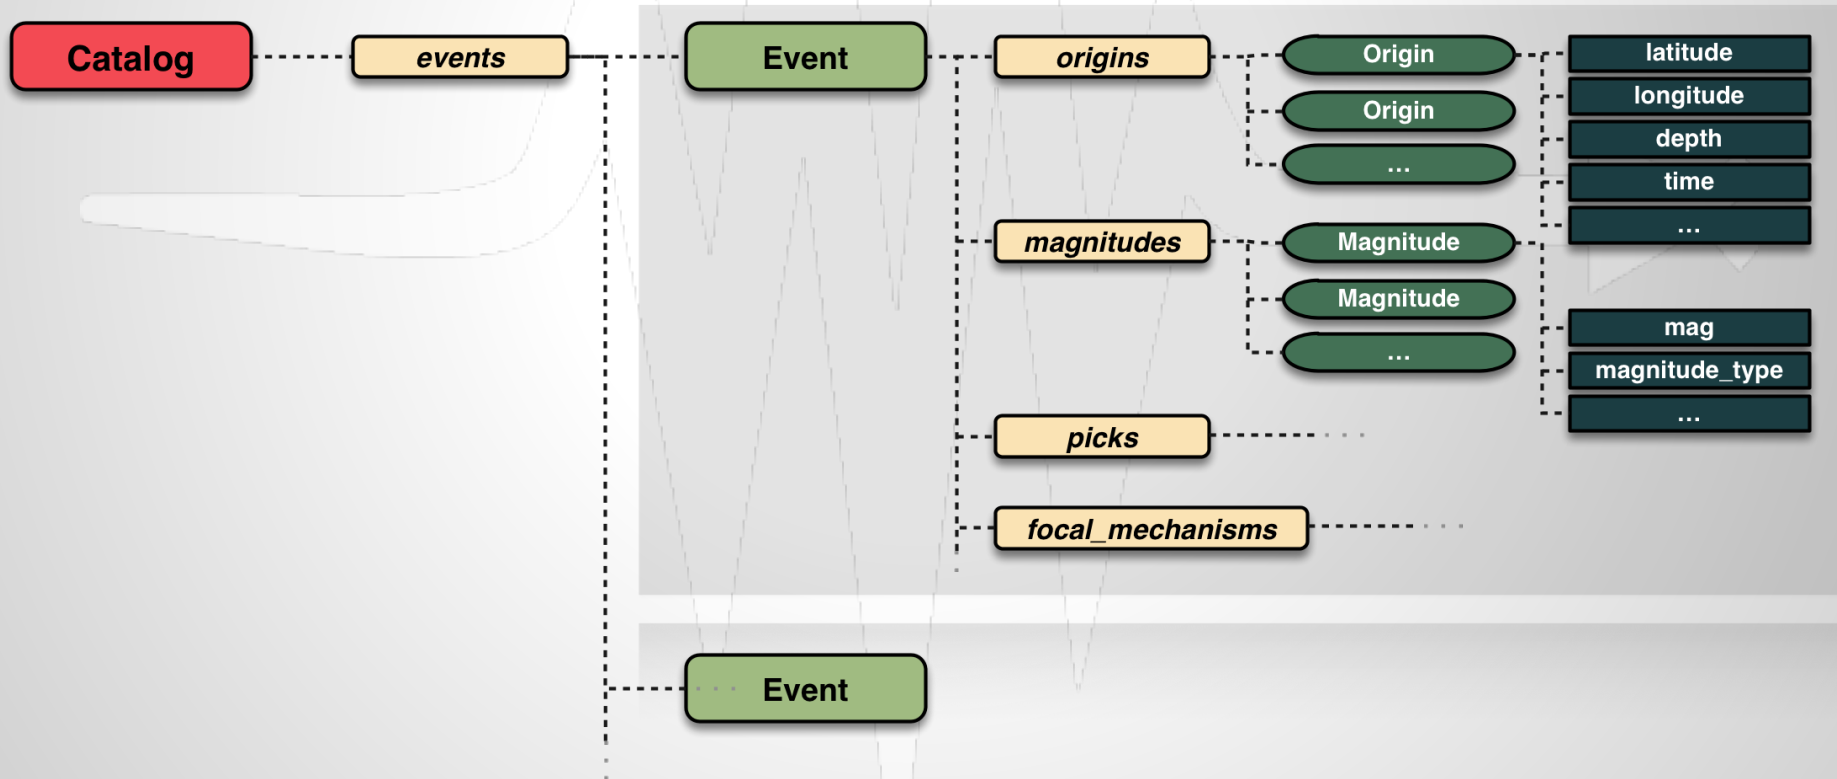 Catalog
events
Event
origins
Origin
Origin
...
latitude
longitude
depth
time
...
magnitudes
Magnitude
Magnitude
...
mag
magnitude_type
...
picks
focal_mechanisms
Event